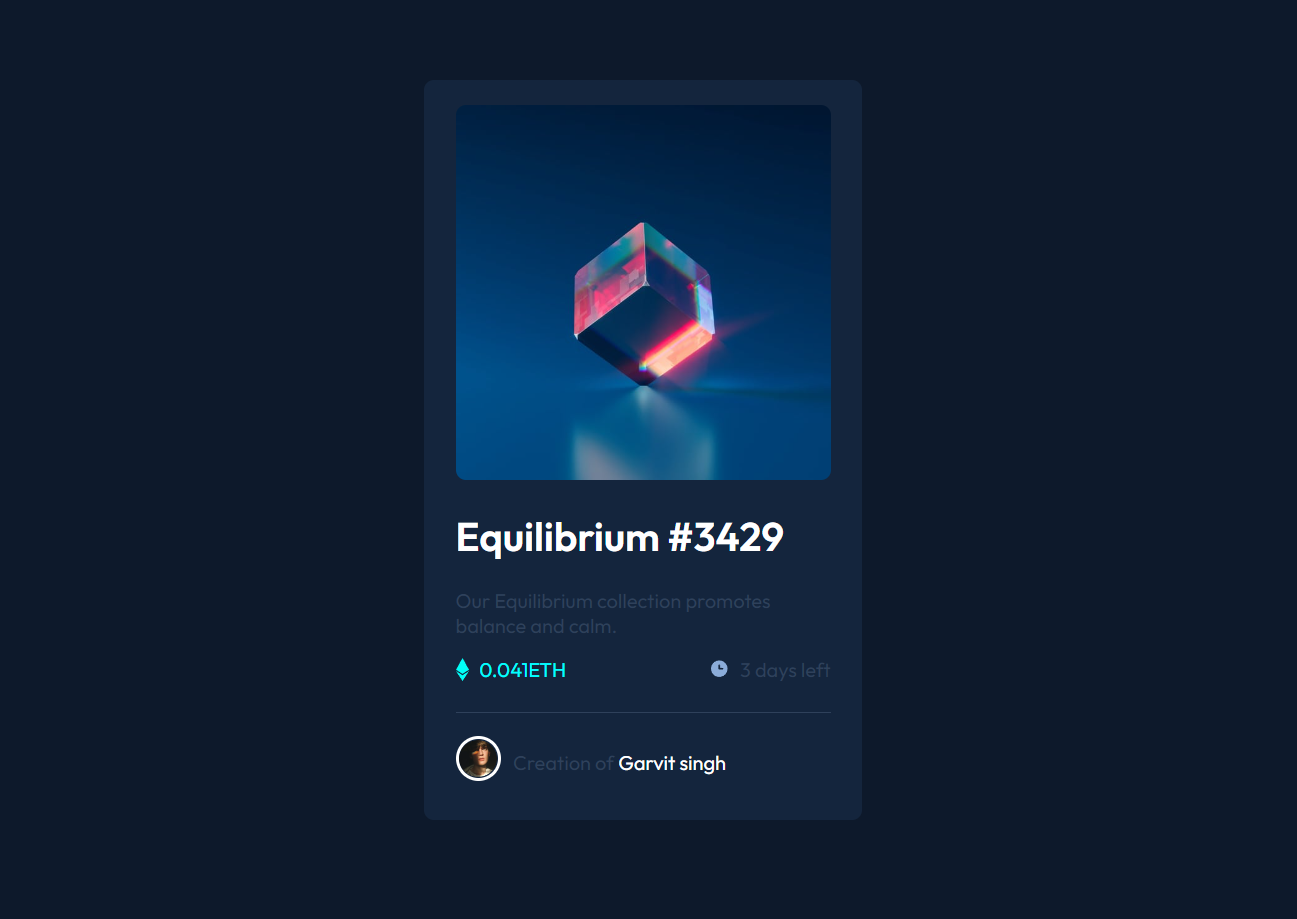 Equilibrium #3429
Our Equilibrium collection promotes
balance and calm.
0.041ETH 3 days left
Creation of Garvit singh